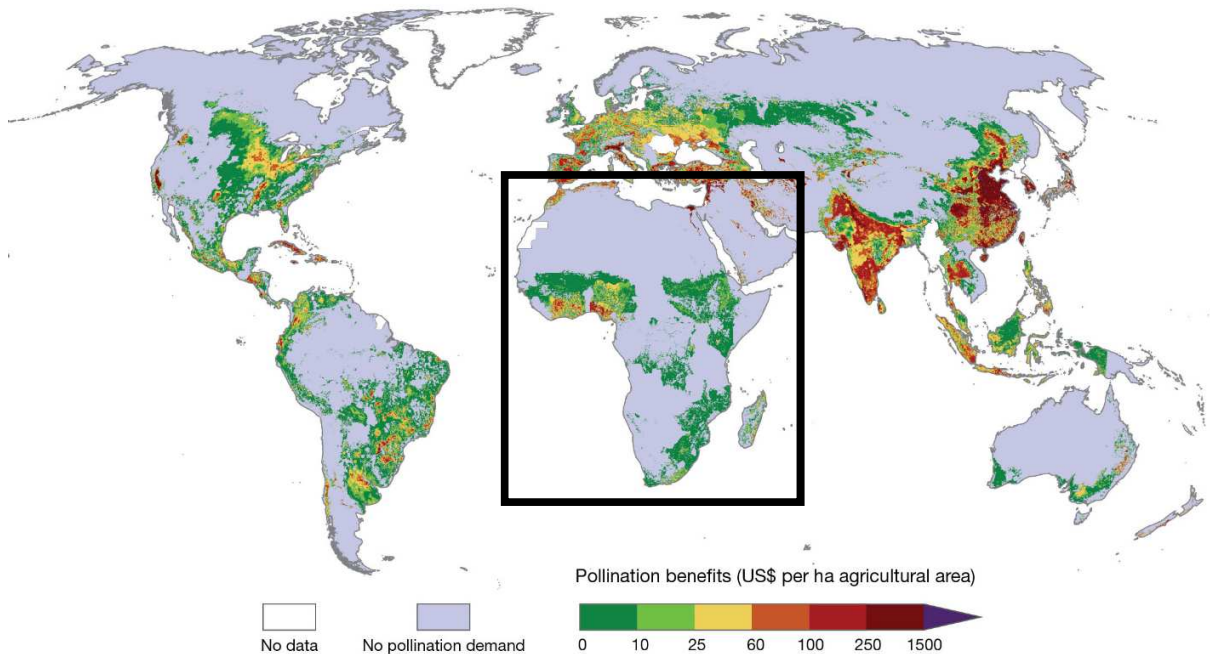 Pollination benefits (US$ per ha agricultural area)
No data
No pollination demand
0 10 25 60 100 250 1500